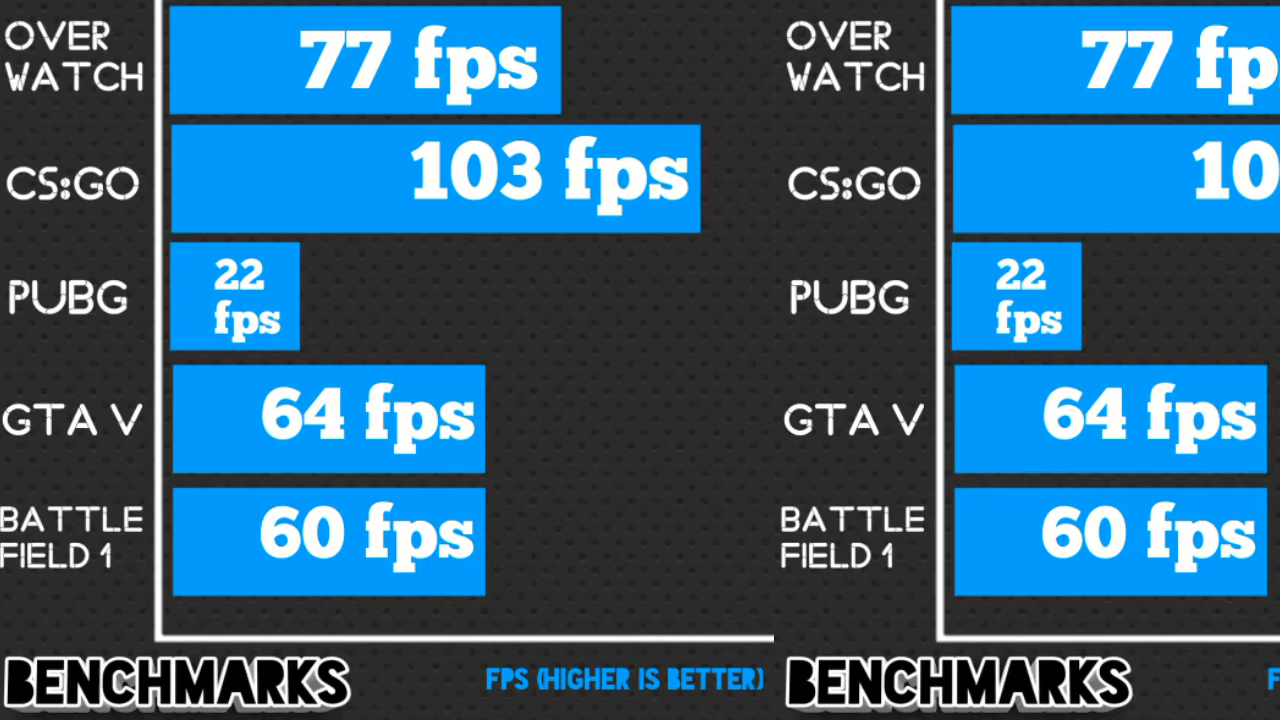 OVER
WATCH
77 fps
CS:GO
103 fps
PUBG
22
fps
GTA V
64 fps
BATTLE
FIELD 1
60 fps
BENCHMARKS
FPS (HIGHER IS BETTER)
OVER
WATCH
77 fp
CS:GO
10
PUBG
22
fps
GTA V
64 fps
BATTLE
FIELD 1
60 fps
BENCHMARKS
F